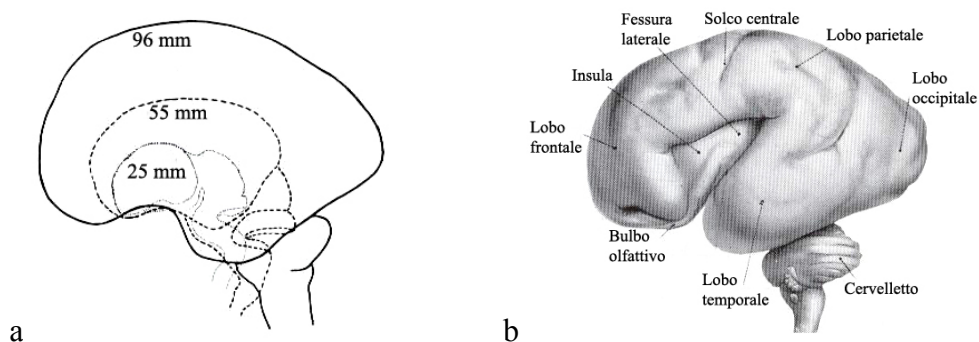 96 mm
55 mm
25 mm
a
Fessura
laterale
Solco centrale
Lobo parietale
Insula
Lobo
occipitale
Lobo
frontale
Bulbo
olfattivo
Lobo
temporale
Cervelletto
b